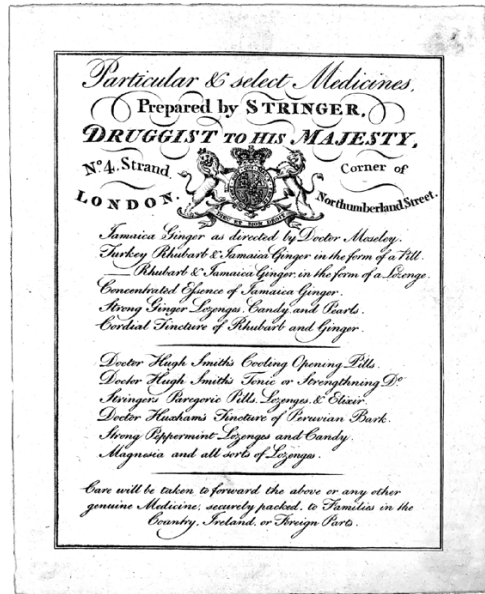 Particular & select Medicines,
Prepared by STRINGER,
DRUGGIST TO HIS MAJESTY,
No. 4, Strand, Corner of
LONDON. Northumberland Street.
DIEU ET MON DROIT
Jamaica Ginger as directed by Doctor Moseley.
Turkey Rhubarb & Jamaica Ginger in the form of a Pill.
Rhubarb & Jamaica Ginger, in the form of a Lozenge.
Concentrated Essence of Jamaica Ginger.
Strong Ginger Lozenges, Candy, and Pearls.
Cordial Tincture of Rhubarb and Ginger.
Doctor Hugh Smith's Cooling Opening Pills.
Doctor Hugh Smith's Tonic or Strengthning Do.
Stringers Paregoric Pills, Lozenges, & Elixir.
Doctor Huxham's Tincture of Peruvian Bark.
Strong Peppermint Lozenges and Candy.
Magnesia and all sorts of Lozenges.
Care will be taken to forward the above or any other
genuine Medicine; securely packed, to Families in the
Country, Ireland, or Foreign Parts.